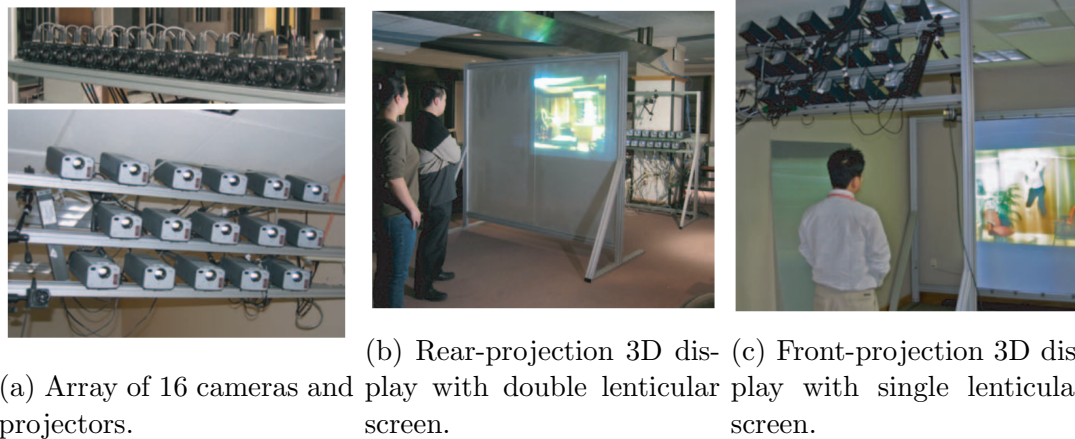 (a) Array of 16 cameras and
projectors.
(b) Rear-projection 3D dis-
play with double lenticular
screen.
(c) Front-projection 3D dis
play with single lenticula
screen.